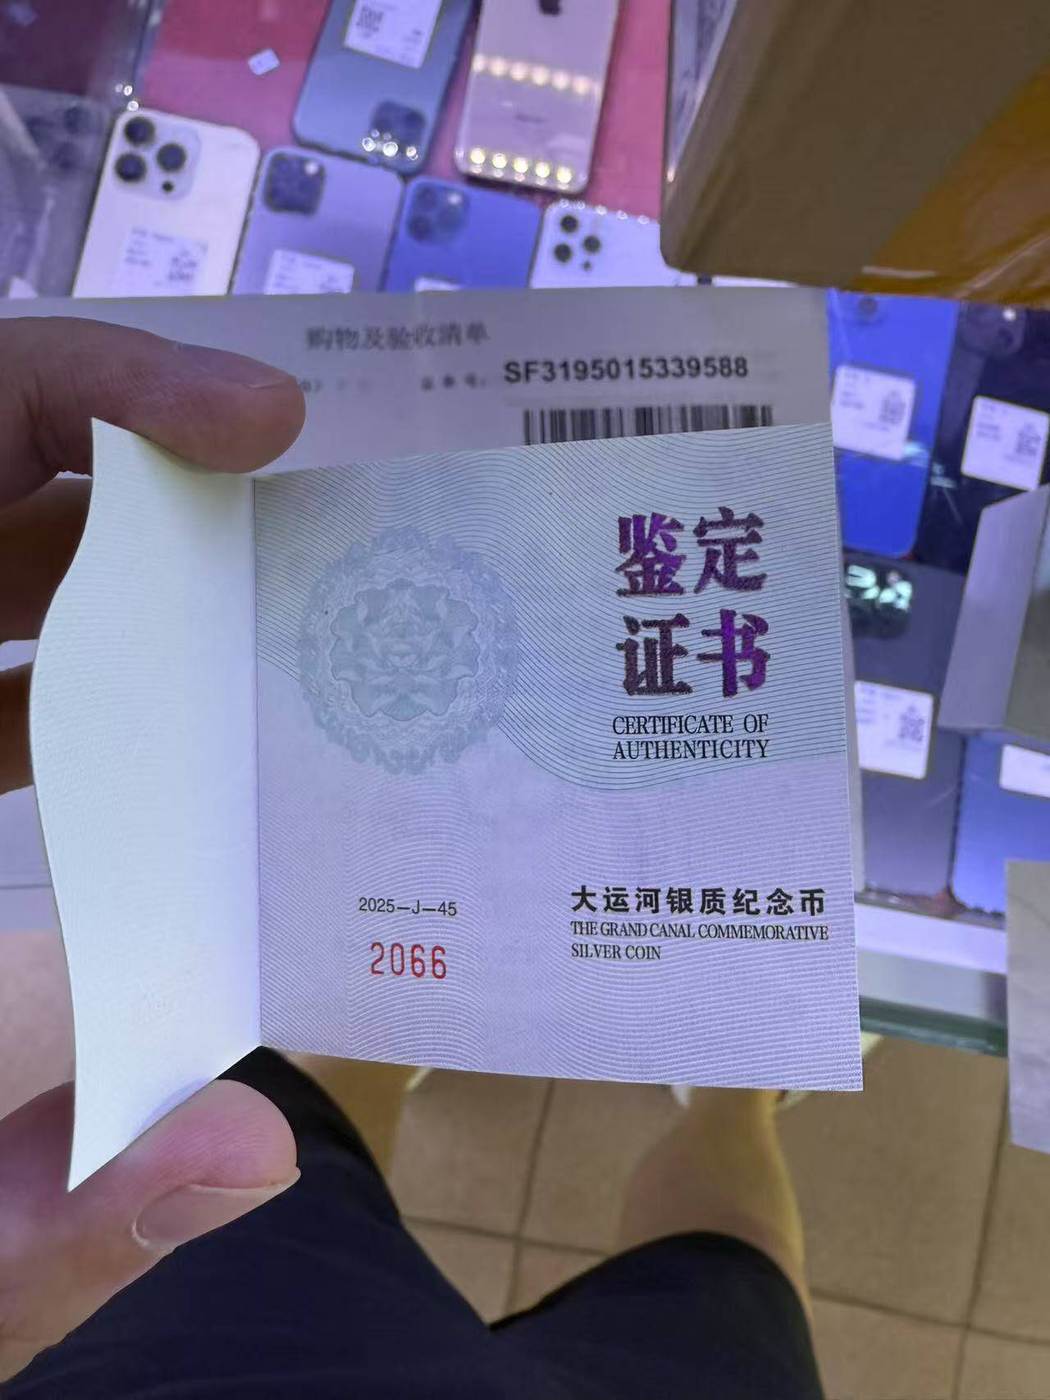 购物及验收清单
SF3195015339588
鉴定
证书
CERTIFICATE OF
AUTHENTICITY
2025-J-45
2066
大运河银质纪念币
THE GRAND CANAL COMMEMORATIVE
SILVER COIN